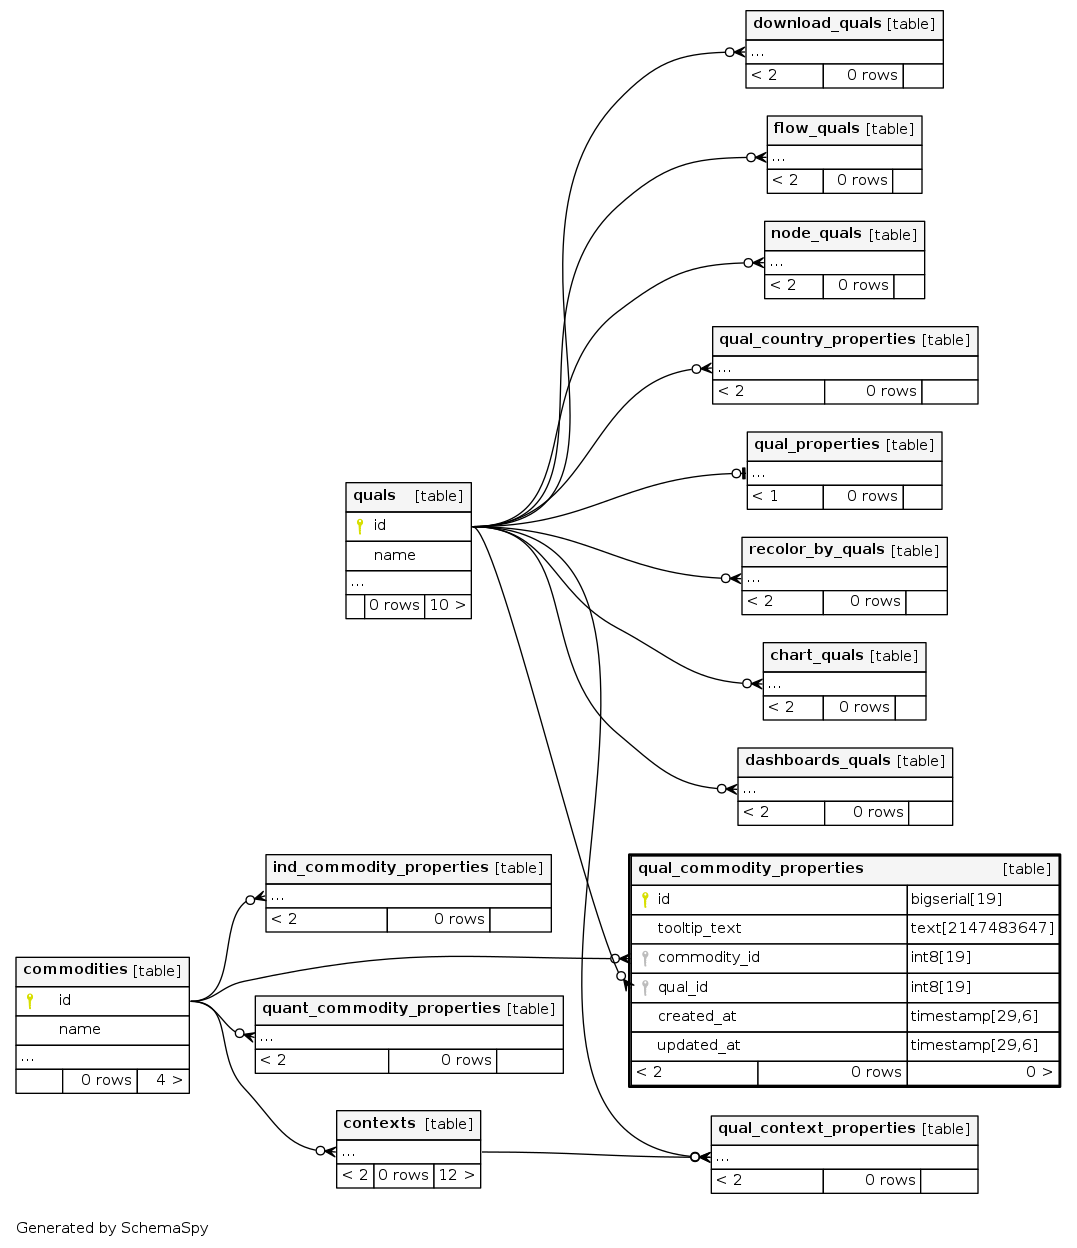 download_quals [table]
...
< 2 0 rows
flow_quals [table]
...
< 2 0 rows
node_quals [table]
...
< 2 0 rows
qual_country_properties [table]
...
< 2 0 rows
qual_properties [table]
...
< 1 0 rows
quals [table]
id
name
...
0 rows 10 >
recolor_by_quals [table]
...
< 2 0 rows
chart_quals [table]
...
< 2 0 rows
dashboards_quals [table]
...
< 2 0 rows
ind_commodity_properties [table]
...
< 2 0 rows
qual_commodity_properties [table]
id bigserial[19]
tooltip_text text[2147483647]
commodity_id int8[19]
qual_id int8[19]
created_at timestamp[29,6]
updated_at timestamp[29,6]
< 2 0 rows 0 >
commodities [table]
id
name
...
0 rows 4 >
quant_commodity_properties [table]
...
< 2 0 rows
contexts [table]
...
< 2 0 rows 12 >
qual_context_properties [table]
...
< 2 0 rows
Generated by SchemaSpy